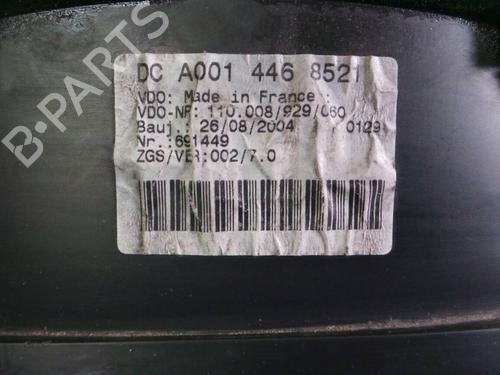 DC A001 446 8521
VDO: Made in France :
VDO-NR: 110.008/929/060
Bauj.: 26/08/2004 0129
Nr.:691449
ZGS/VER:002/7.0
B-PARTS